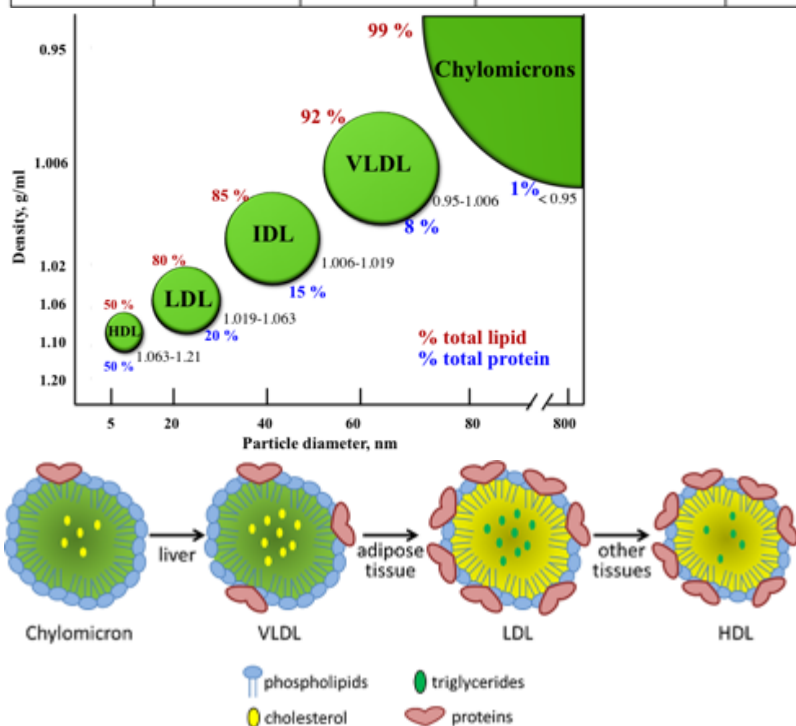 99 %
0.95
Chylomicrons
92 %
VLDL
1.006
85 %
1%
< 0.95
0.95-1.006
8 %
IDL
80 %
1.006-1.019
1.02
15 %
LDL
50 %
1.06
1.019-1.063
HDL
20 %
% total lipid
1.10
1.063-1.21
% total protein
50 %
1.20
Density, g/ml
5 20 40 60 80 800
Particle diameter, nm
liver
adipose
tissue
other
tissues
Chylomicron VLDL LDL HDL
phospholipids triglycerides
cholesterol proteins